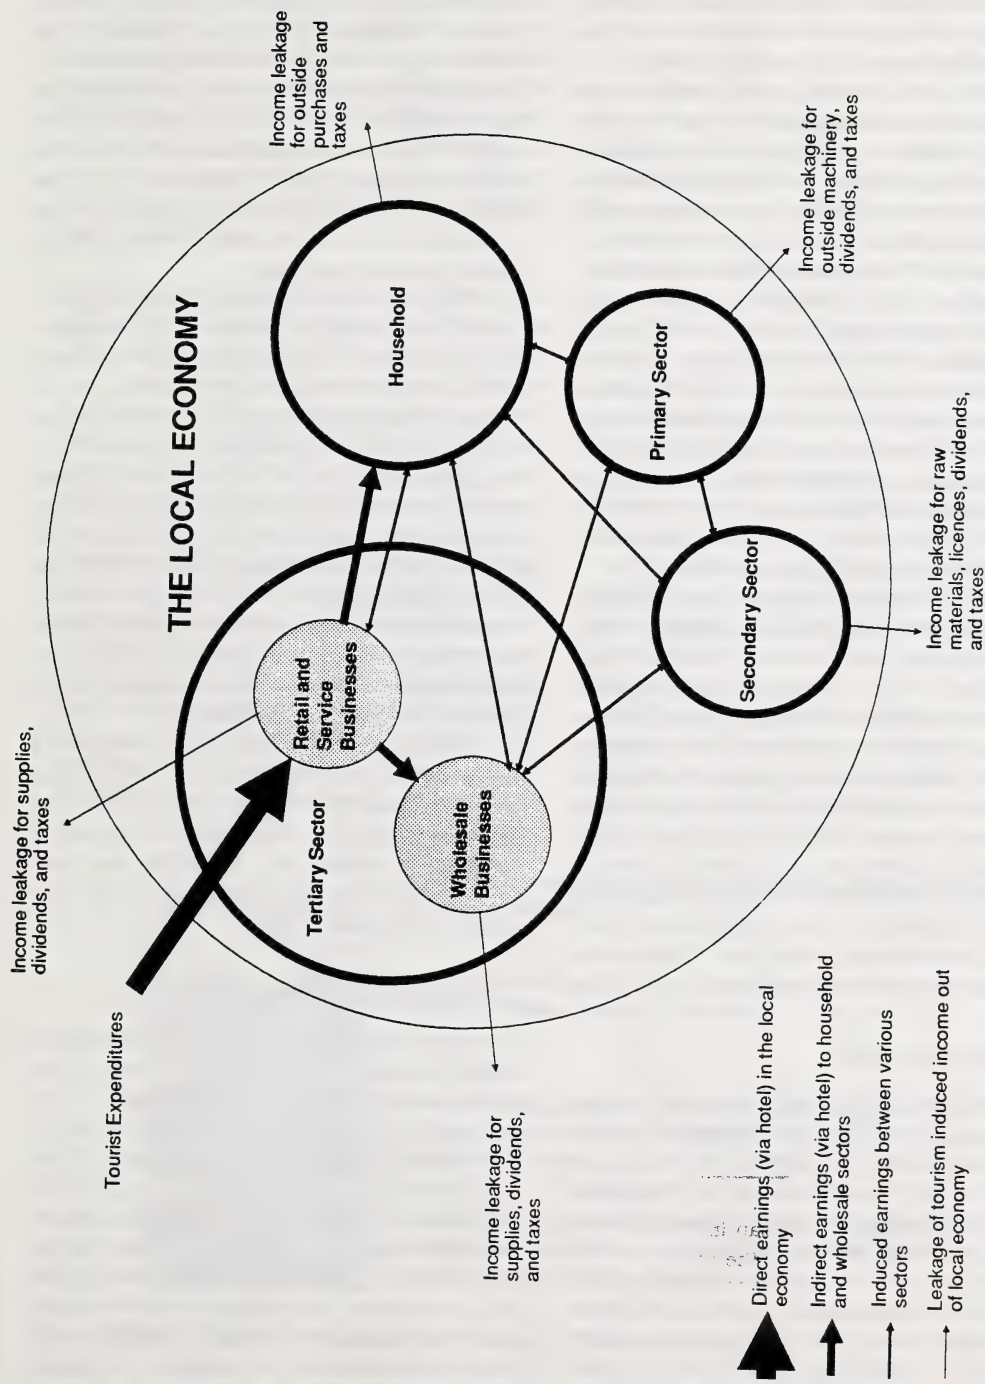 Income leakage for supplies,
dividends, and taxes
Tourist Expenditures
THE LOCAL ECONOMY
Income leakage
for outside
purchases and
taxes
Retail and
Service
Businesses
Tertiary Sector
Household
Wholesale
Businesses
Income leakage for
supplies, dividends,
and taxes
Primary Sector
Secondary Sector
Income leakage for
outside machinery,
dividends, and taxes
Income leakage for raw
materials, licences, dividends,
and taxes
Direct earnings (via hotel) in the local
economy
Indirect earnings (via hotel) to household
and wholesale sectors
Induced earnings between various
sectors
Leakage of tourism induced income out
of local economy